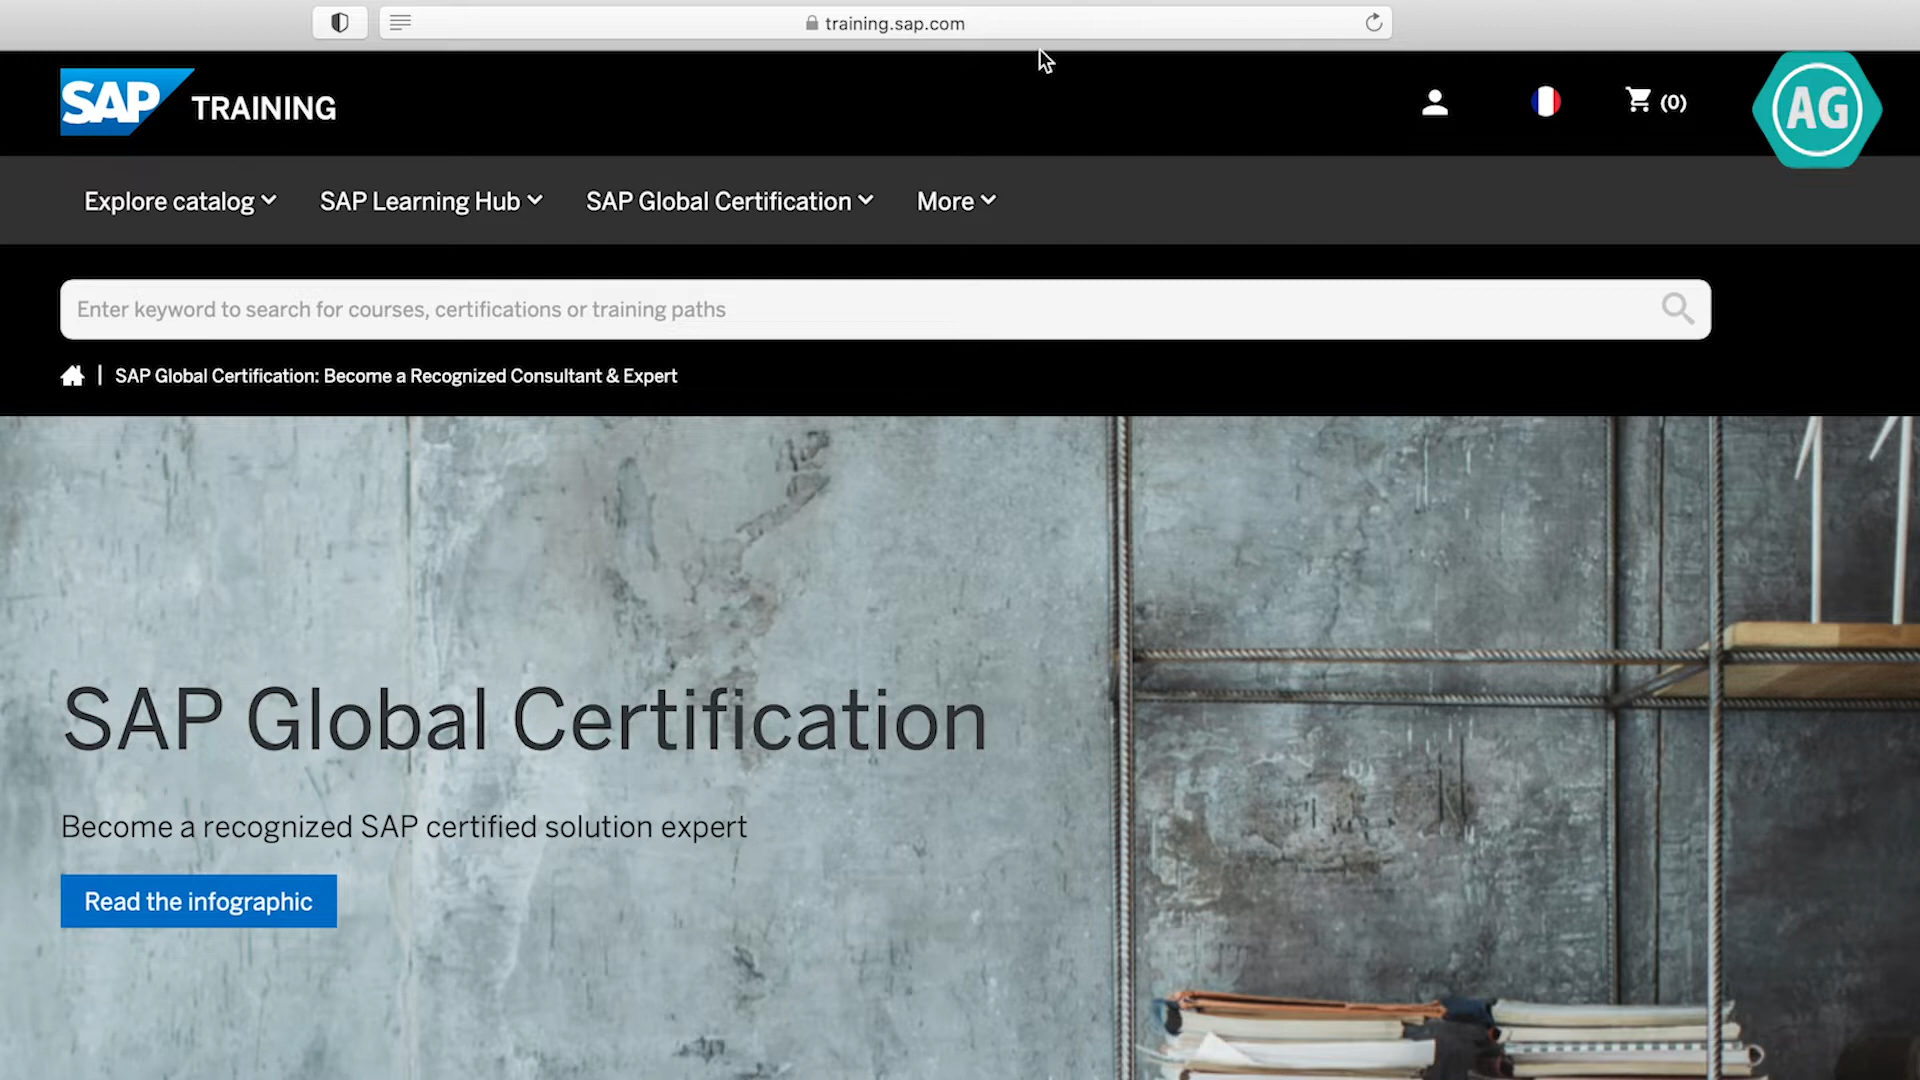 training.sap.com
SAP TRAINING
(0)
AG
Explore catalog
SAP Learning Hub
SAP Global Certification
More
Enter keyword to search for courses, certifications or training paths
| SAP Global Certification: Become a Recognized Consultant & Expert
SAP Global Certification
Become a recognized SAP certified solution expert
Read the infographic